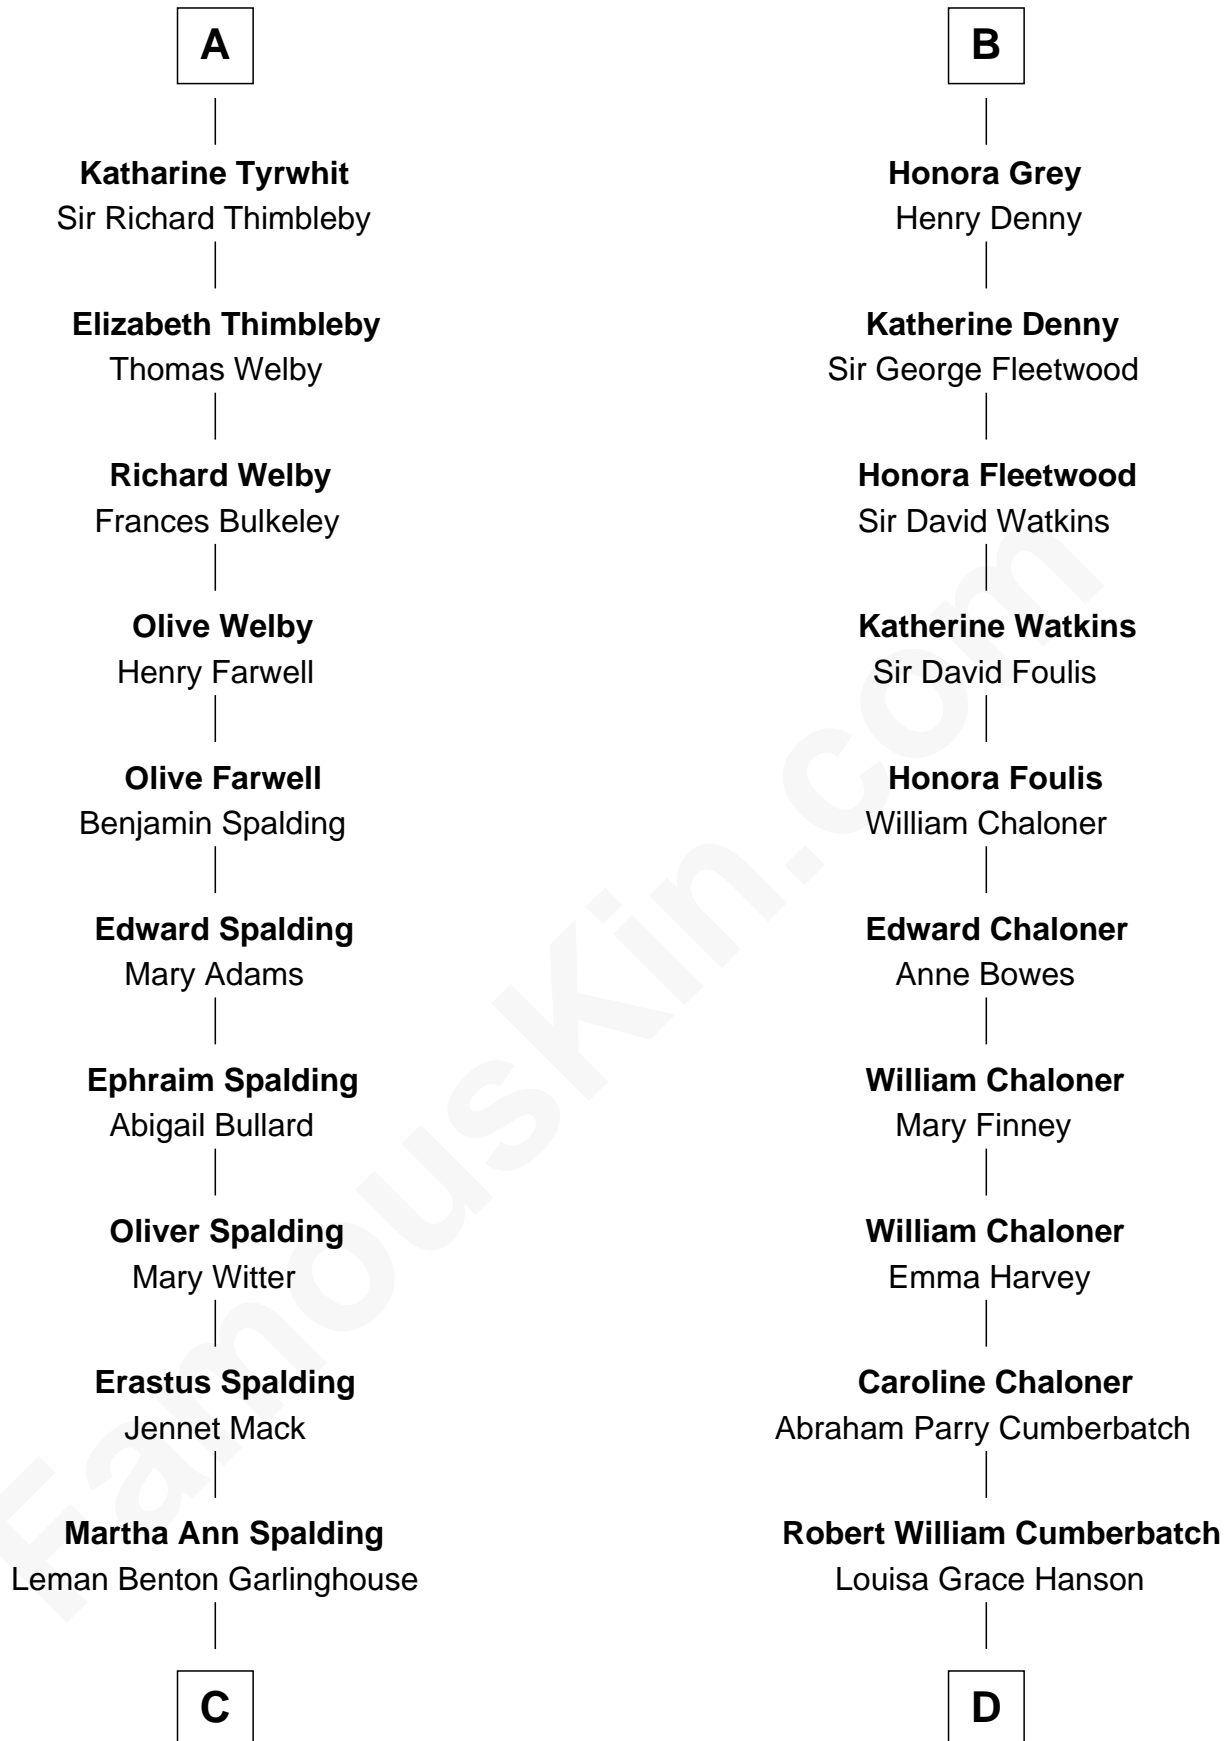 A
Katharine Tyrwhit
Sir Richard Thimbleby
Elizabeth Thimbleby
Thomas Welby
Richard Welby
Frances Bulkeley
Olive Welby
Henry Farwell
Olive Farwell
Benjamin Spalding
Edward Spalding
Mary Adams
Ephraim Spalding
Abigail Bullard
Oliver Spalding
Mary Witter
Erastus Spalding
Jennet Mack
Martha Ann Spalding
Leman Benton Garlinghouse
C
B
Honora Grey
Henry Denny
Katherine Denny
Sir George Fleetwood
Honora Fleetwood
Sir David Watkins
Katherine Watkins
Sir David Foulis
Honora Foulis
William Chaloner
Edward Chaloner
Anne Bowes
William Chaloner
Mary Finney
William Chaloner
Emma Harvey
Caroline Chaloner
Abraham Parry Cumberbatch
Robert William Cumberbatch
Louisa Grace Hanson
D
FamousKin.com